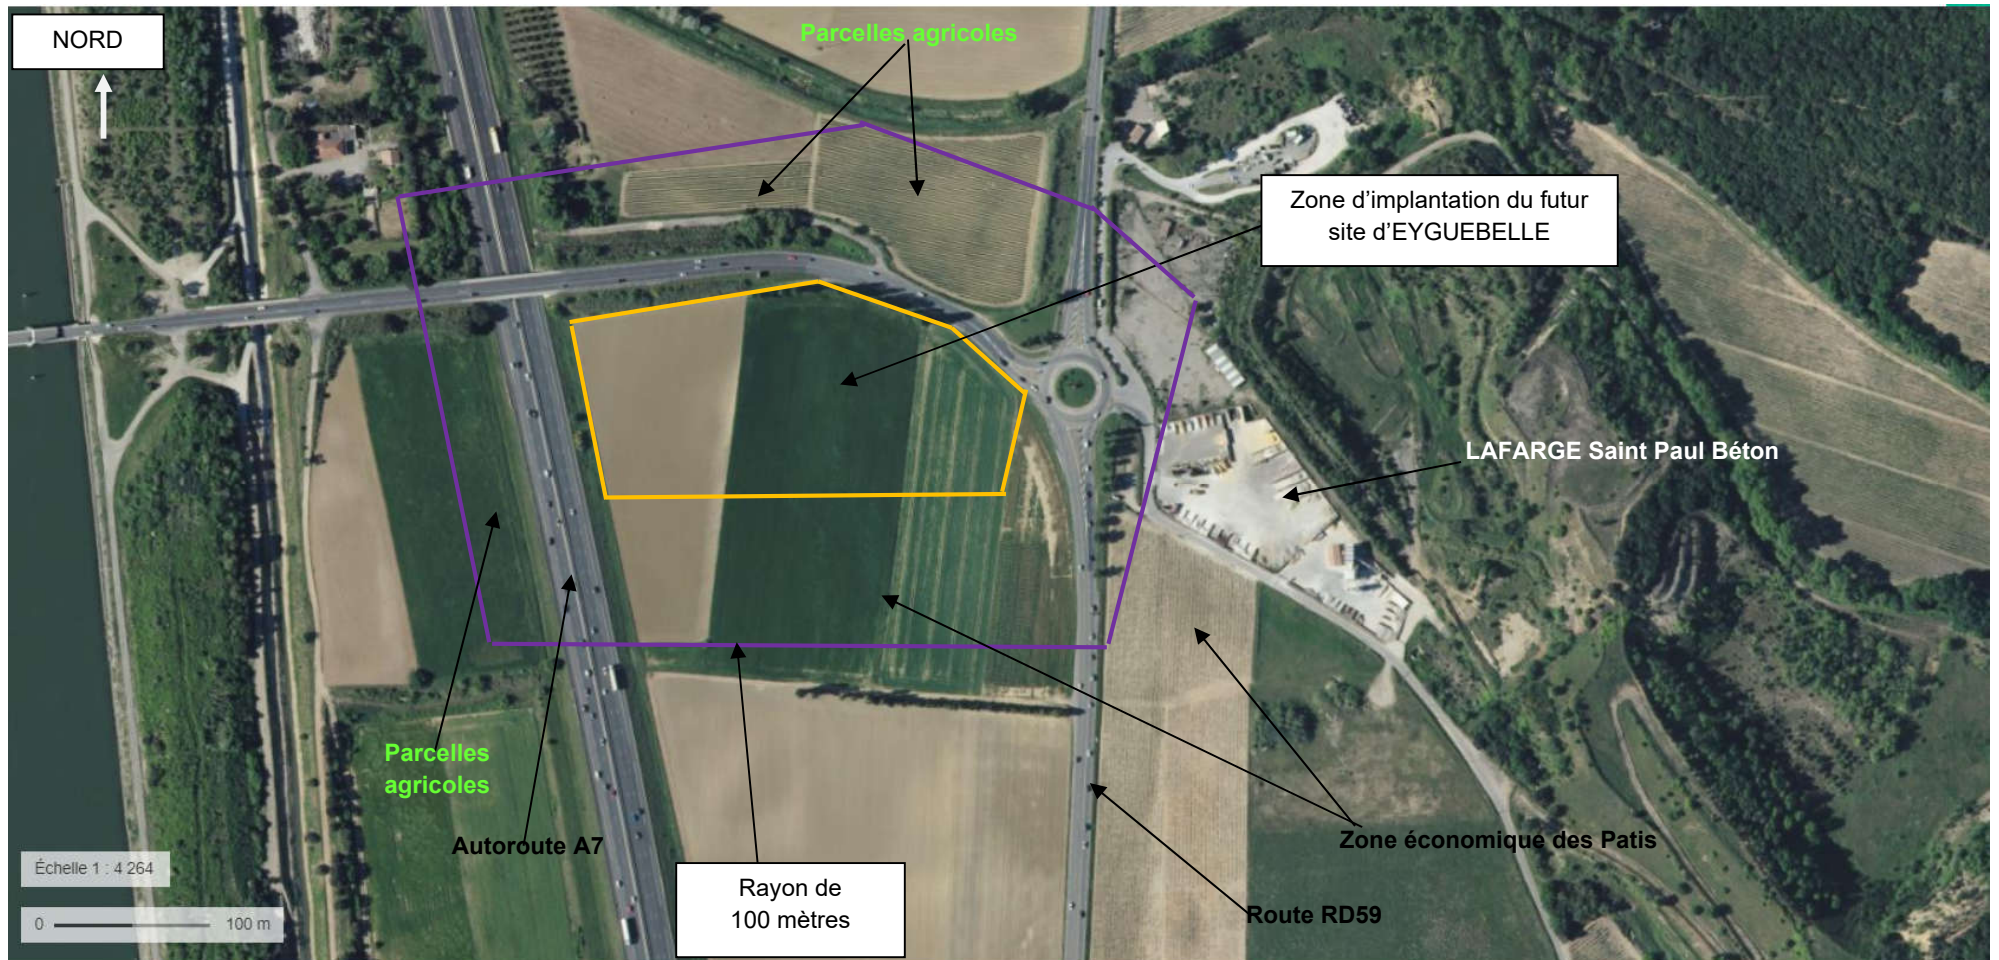 NORD
Parcelles agricoles
Zone d’implantation du futur
site d’EYGUEBELLE
LAFARGE Saint Paul Béton
Parcelles
agricoles
Autoroute A7
Zone économique des Patis
Échelle 1 : 4 264
Rayon de
100 mètres
Route RD59
0 100 m